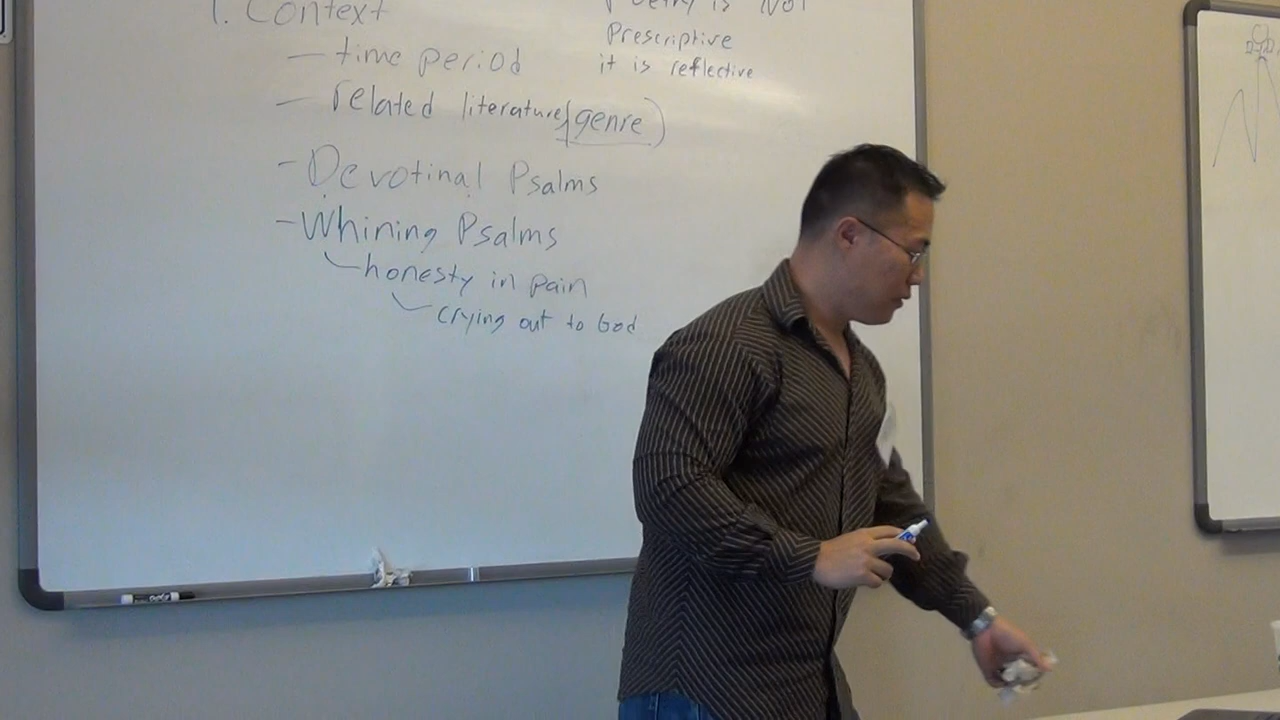 1. Context
- time period
- related literature (genre)
- Devotinal Psalms
- Whining Psalms
honesty in pain
crying out to God
Poetry is NOT
Prescriptive
it is reflective
EXPO